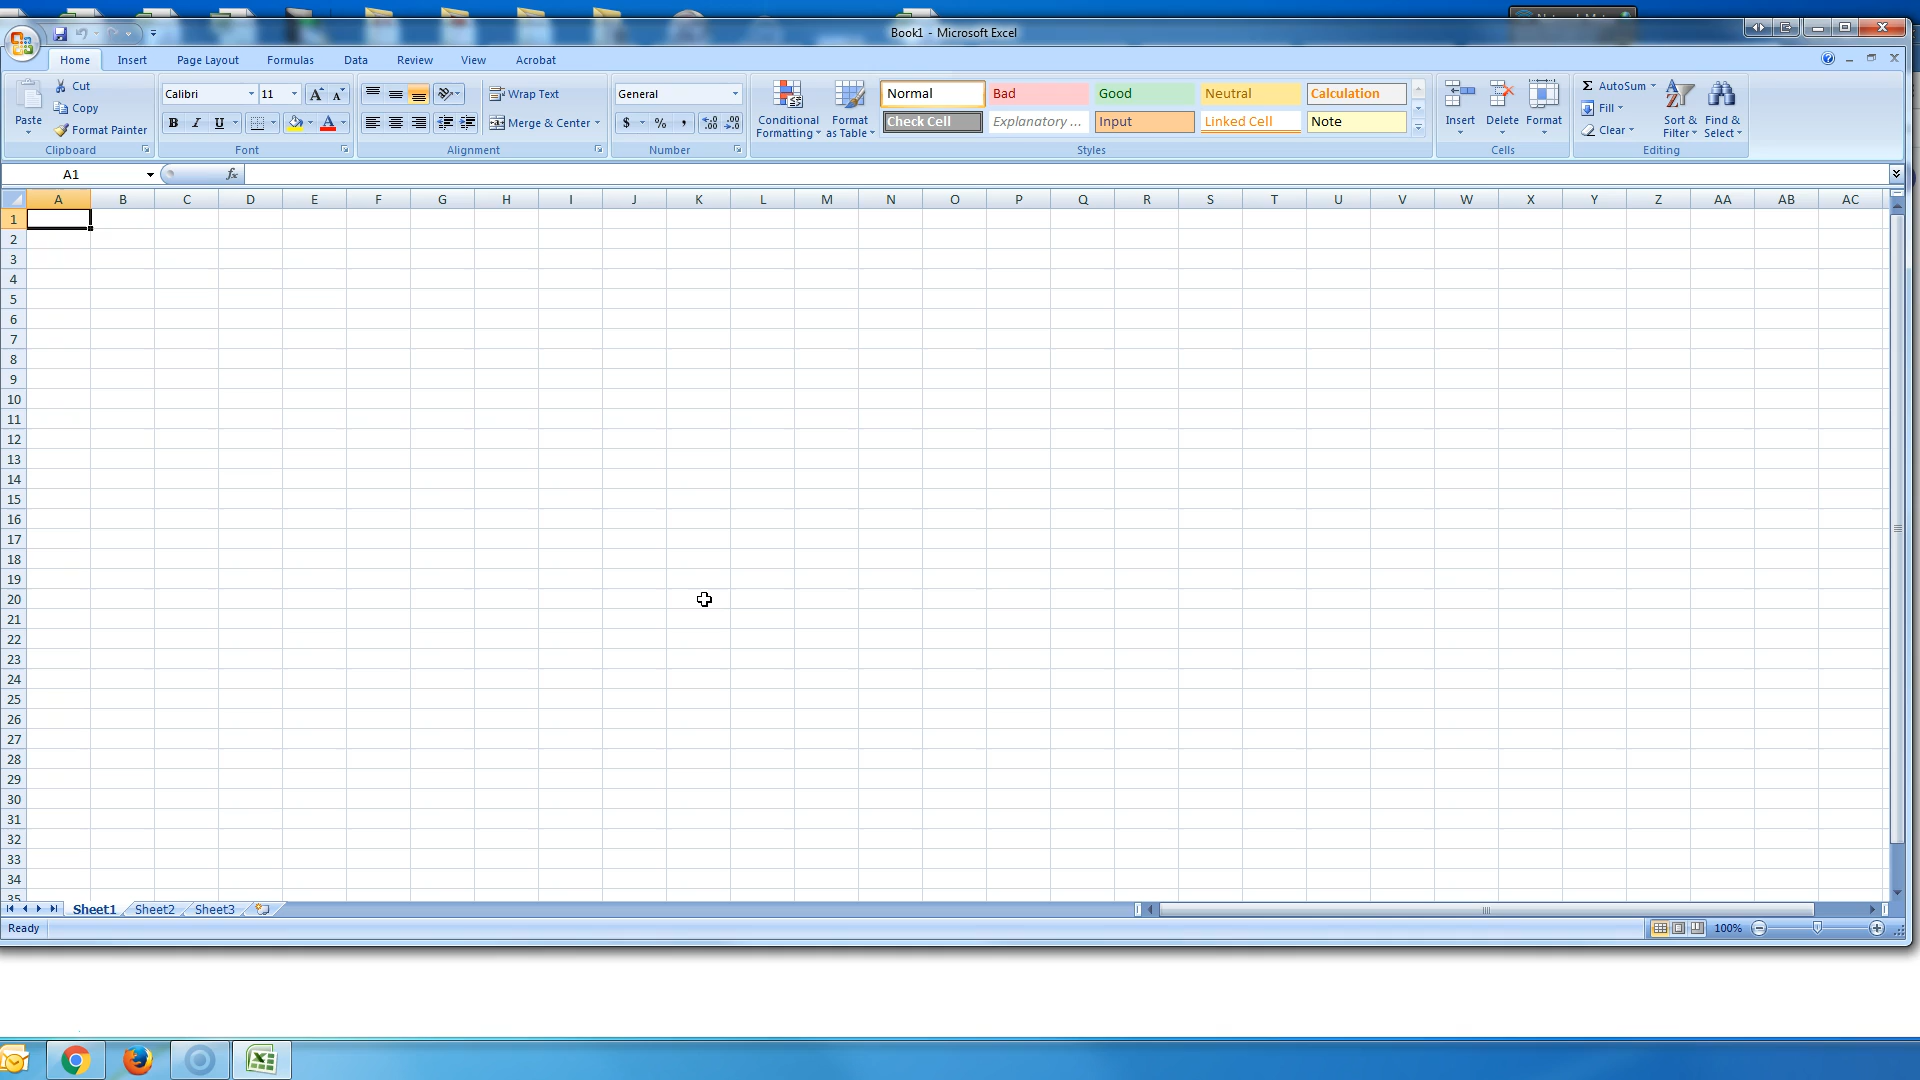 Book1 - Microsoft Excel
Home Insert Page Layout Formulas Data Review View Acrobat
Paste
Cut
Copy
Format Painter
Clipboard
Calibri 11 A A
B I U A
Font
Wrap Text
Merge & Center
Alignment
General
$ % ,
Number
Conditional Formatting
Format as Table
Normal Bad Good Neutral Calculation
Check Cell Explanatory ... Input Linked Cell Note
Styles
Insert Delete Format
Cells
Σ AutoSum
Fill
Clear
Sort & Filter
Find & Select
Editing
A1 fx
A B C D E F G H I J K L M N O P Q R S T U V W X Y Z AA AB AC
1
2
3
4
5
6
7
8
9
10
11
12
13
14
15
16
17
18
19
20
21
22
23
24
25
26
27
28
29
30
31
32
33
34
35
Sheet1 Sheet2 Sheet3
Ready 100%